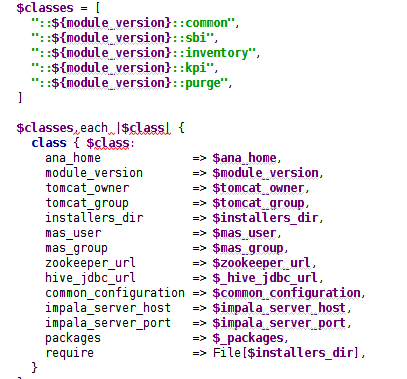 $classes = [
"::${module_version}::common",
"::${module_version}::sbi",
"::${module_version}::inventory",
"::${module_version}::kpi",
"::${module_version}::purge",
]
$classes.each |$class| {
class { $class:
ana_home => $ana_home,
module_version => $module_version,
tomcat_owner => $tomcat_owner,
tomcat_group => $tomcat_group,
installers_dir => $installers_dir,
mas_user => $mas_user,
mas_group => $mas_group,
zookeeper_url => $zookeeper_url,
hive_jdbc_url => $_hive_jdbc_url,
common_configuration => $common_configuration,
impala_server_host => $impala_server_host,
impala_server_port => $impala_server_port,
packages => $_packages,
require => File[$installers_dir],
}